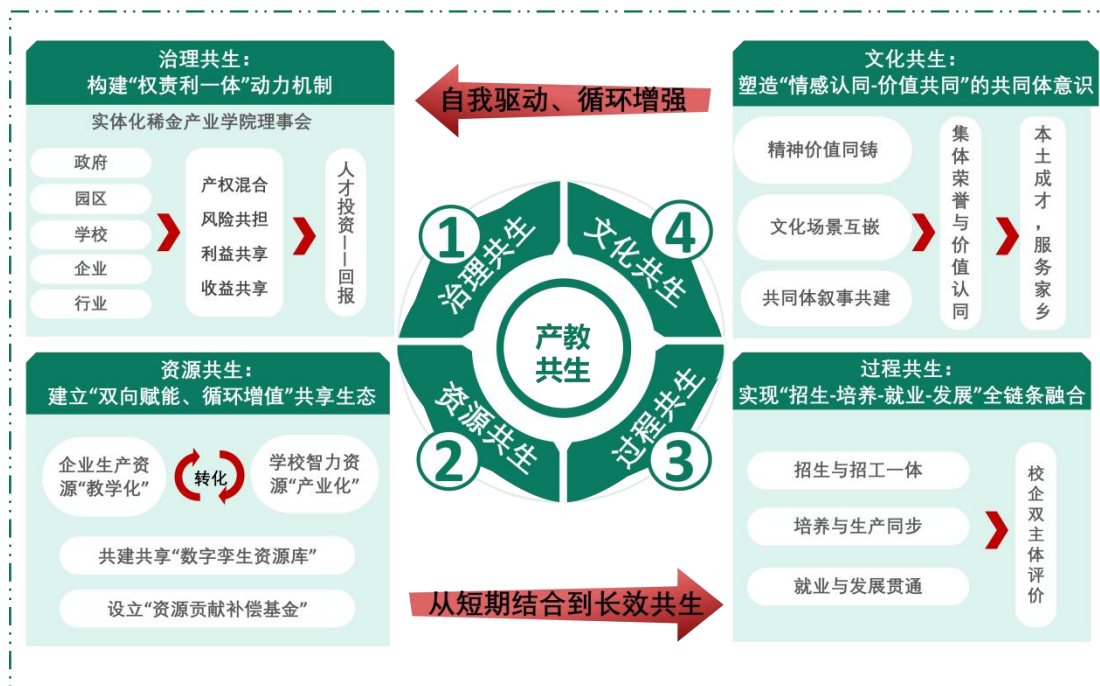 治理共生：
构建“权责利一体”动力机制
实体化稀金产业学院理事会
政府
园区
学校
企业
行业
产权混合
风险共担
利益共享
收益共享
人才投资——回报
自我驱动、循环增强
文化共生：
塑造“情感认同-价值共同”的共同体意识
精神价值同铸
文化场景互嵌
共同体叙事共建
集体荣誉与价值认同
本土成才，服务家乡
1
治理共生
4
文化共生
产教
共生
2
资源共生
3
过程共生
资源共生：
建立“双向赋能、循环增值”共享生态
企业生产资
源“教学化”
转化
学校智力资
源“产业化”
共建共享“数字孪生资源库”
设立“资源贡献补偿基金”
从短期结合到长效共生
过程共生：
实现“招生-培养-就业-发展”全链条融合
招生与招工一体
培养与生产同步
就业与发展贯通
校企双主体评价